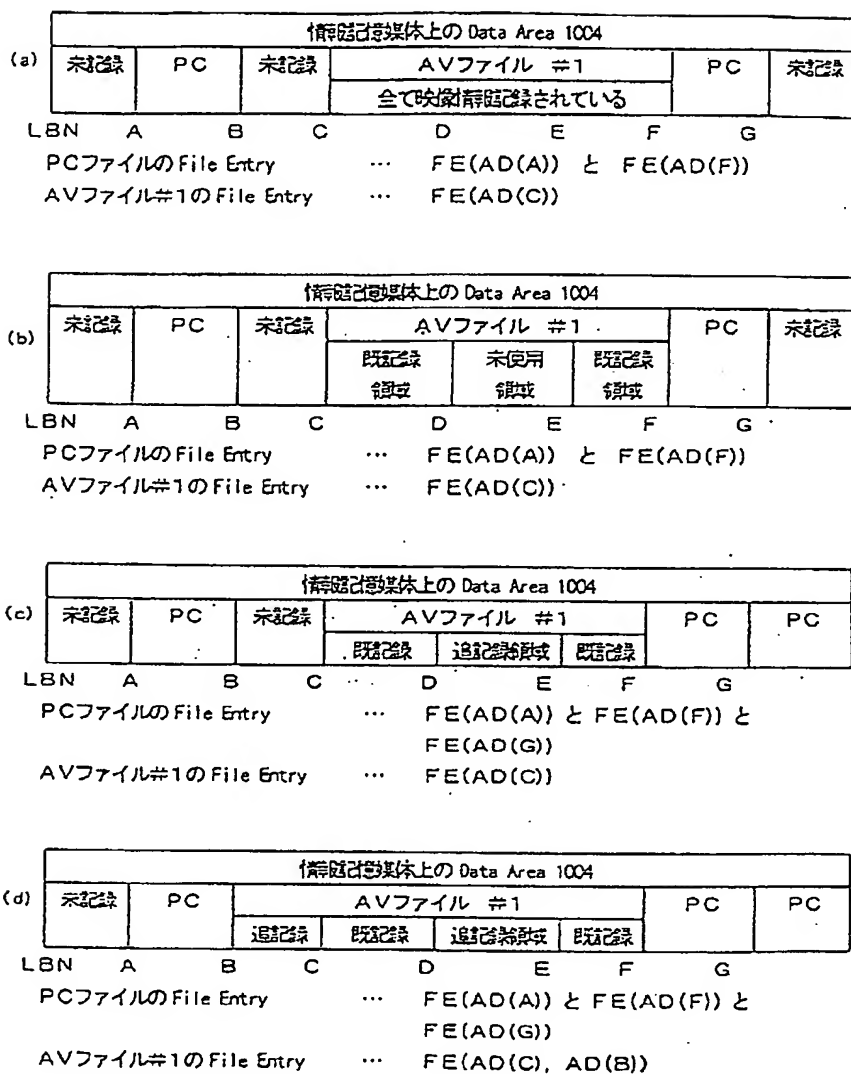 情報記憶媒体上の Data Area 1004
(a) 未記録 PC 未記録 AVファイル #1 PC 未記録
全て映像情報記録されている
LBN A B C D E F G
PCファイルのFile Entry … FE(AD(A)) と FE(AD(F))
AVファイル#1のFile Entry … FE(AD(C))
情報記憶媒体上の Data Area 1004
(b) 未記録 PC 未記録 AVファイル #1 PC 未記録
既記録 未使用 既記録
領域 領域 領域
LBN A B C D E F G
PCファイルのFile Entry … FE(AD(A)) と FE(AD(F))
AVファイル#1のFile Entry … FE(AD(C))
情報記憶媒体上の Data Area 1004
(c) 未記録 PC 未記録 AVファイル #1 PC PC
既記録 追記録領域 既記録
LBN A B C D E F G
PCファイルのFile Entry … FE(AD(A)) と FE(AD(F)) と
FE(AD(G))
AVファイル#1のFile Entry … FE(AD(C))
情報記憶媒体上の Data Area 1004
(d) 未記録 PC AVファイル #1 PC PC
追記録 既記録 追記録領域 既記録
LBN A B C D E F G
PCファイルのFile Entry … FE(AD(A)) と FE(AD(F)) と
FE(AD(G))
AVファイル#1のFile Entry … FE(AD(C), AD(B))